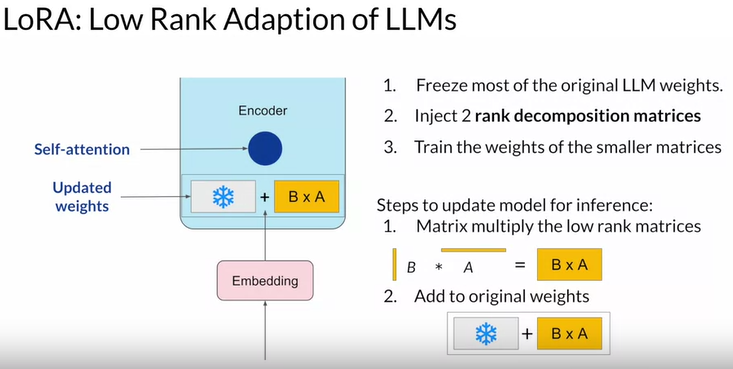 LoRA: Low Rank Adaption of LLMs
Encoder
Self-attention
Updated
weights
+ B x A
Embedding
1. Freeze most of the original LLM weights.
2. Inject 2 rank decomposition matrices
3. Train the weights of the smaller matrices
Steps to update model for inference:
1. Matrix multiply the low rank matrices
B * A = B x A
2. Add to original weights
+ B x A